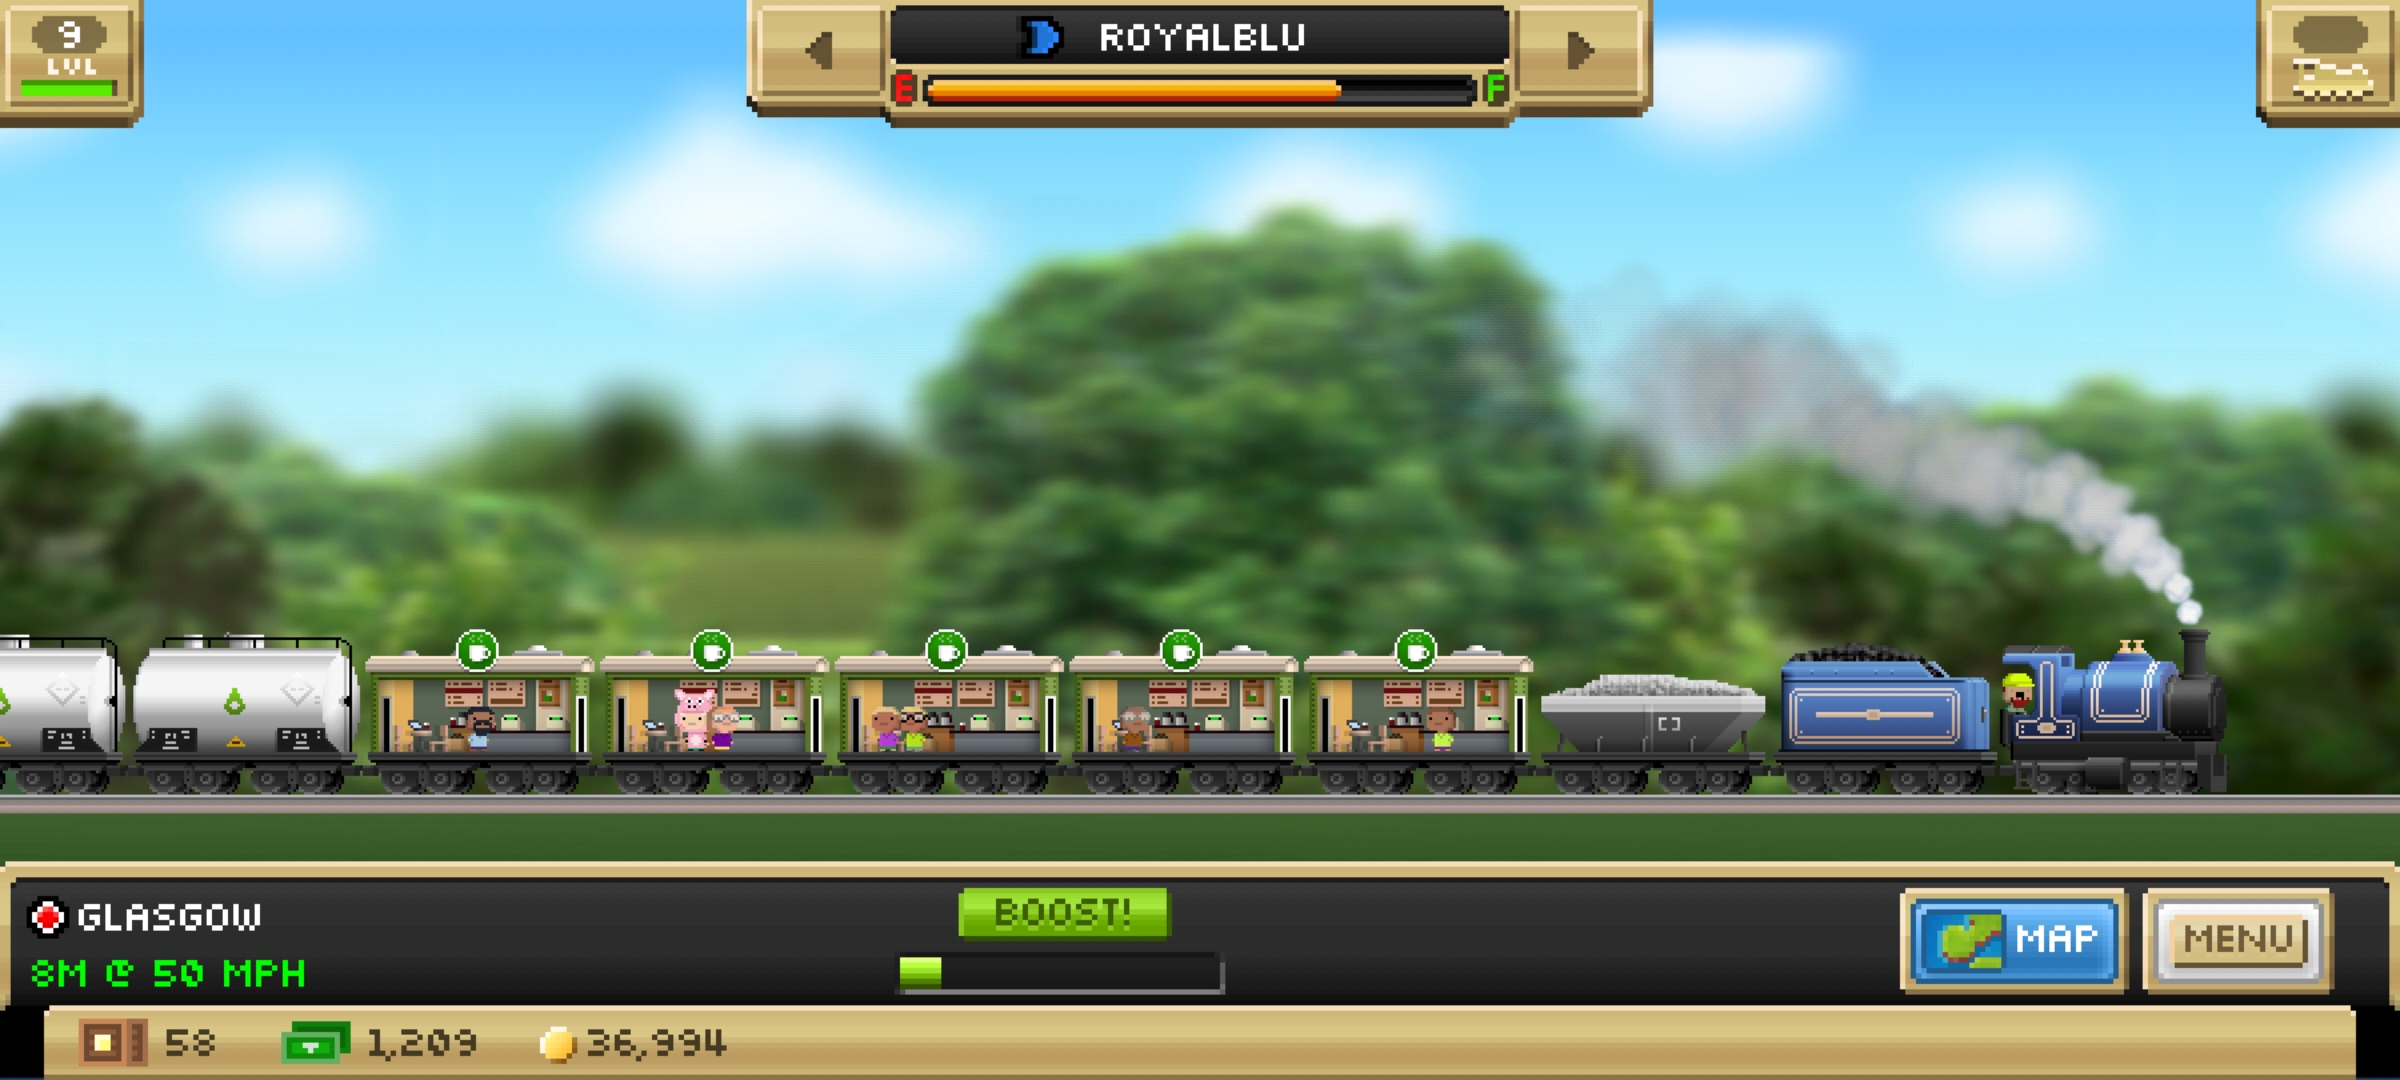 9
LVL
ROYALBLU
E F
GLASGOW
8M @ 50 MPH
BOOST!
MAP
MENU
58 1,209 36,994